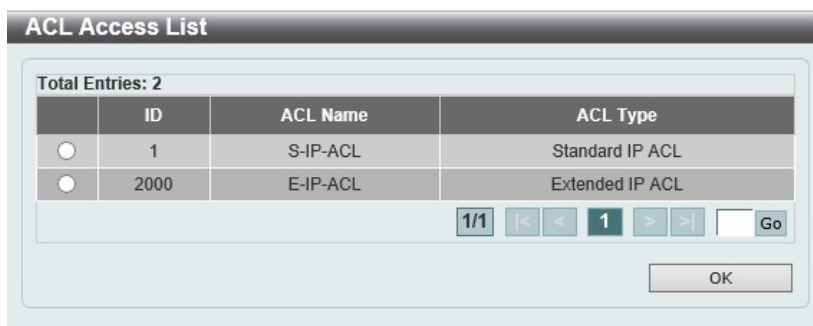 ACL Access List
Total Entries: 2
ID ACL Name ACL Type
1 S-IP-ACL Standard IP ACL
2000 E-IP-ACL Extended IP ACL
1/1 |< < 1 > >| Go
OK